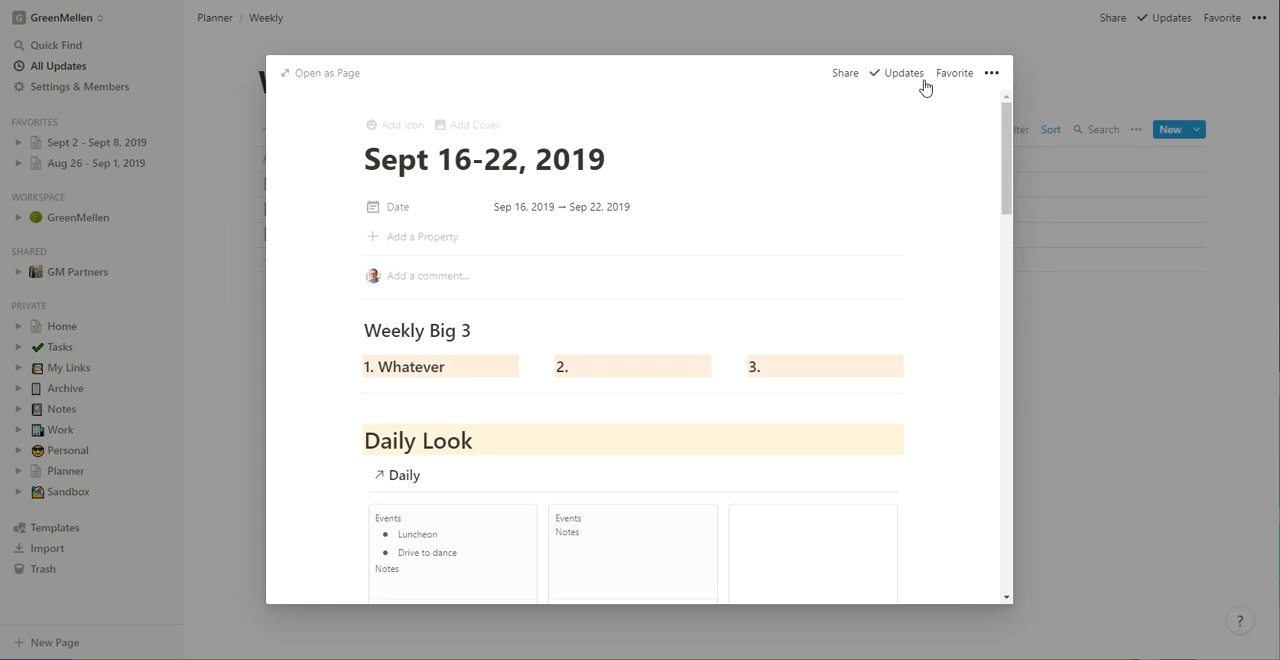 G GreenMellen
Quick Find
All Updates
Settings & Members
FAVORITES
Sept 2 - Sept 8, 2019
Aug 26 - Sep 1, 2019
WORKSPACE
GreenMellen
SHARED
GM Partners
PRIVATE
Home
Tasks
My Links
Archive
Notes
Work
Personal
Planner
Sandbox
Templates
Import
Trash
New Page
Planner / Weekly
Share Updates Favorite
Sort Search New
Open as Page
Share Updates Favorite
Add Icon Add Cover
Sept 16-22, 2019
Date Sep 16, 2019 → Sep 22, 2019
Add a Property
Add a comment...
Weekly Big 3
1. Whatever 2. 3.
Daily Look
Daily
Events
Luncheon
Drive to dance
Notes
Events
Notes
?